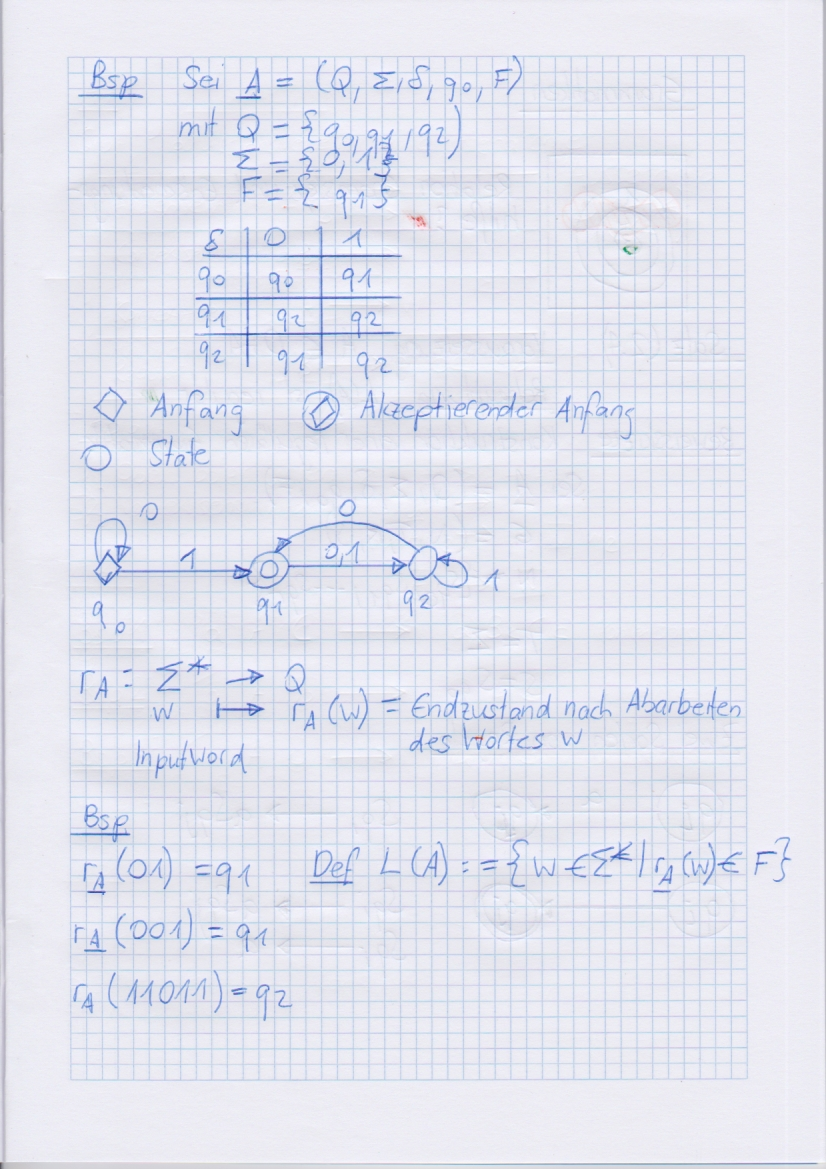 Bsp Sei A = (Q, Σ, δ, q0, F)
mit Q = {q0, q1, q2)
Σ = {0, 1}
F = { q1 }
δ 0 1
q0 q0 q1
q1 q2 q2
q2 q1 q2
Anfang Akzeptierender Anfang
State
0 0
1 0,1 1
q0 q1 q2
rA = Σ* → Q
w ↦ rA(w) = Endzustand nach Abarbeiten
des Wortes w
Inputword
Bsp
rA(01) = q1 Def L(A) := {w ∈ Σ* | rA(w) ∈ F}
rA(001) = q1
rA(11011) = q2